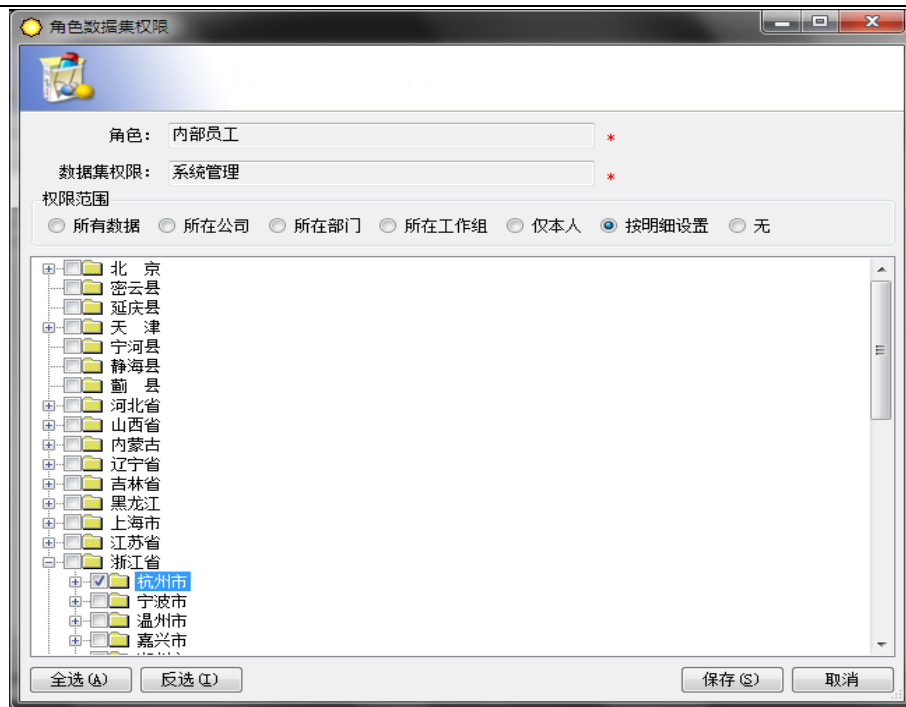 角色数据集权限
角色： 内部员工 *
数据集权限： 系统管理 *
权限范围
所有数据 所在公司 所在部门 所在工作组 仅本人 按明细设置 无
北 京
密云县
延庆县
天 津
宁河县
静海县
蓟 县
河北省
山西省
内蒙古
辽宁省
吉林省
黑龙江
上海市
江苏省
浙江省
杭州市
宁波市
温州市
嘉兴市
全选(A) 反选(I) 保存(S) 取消